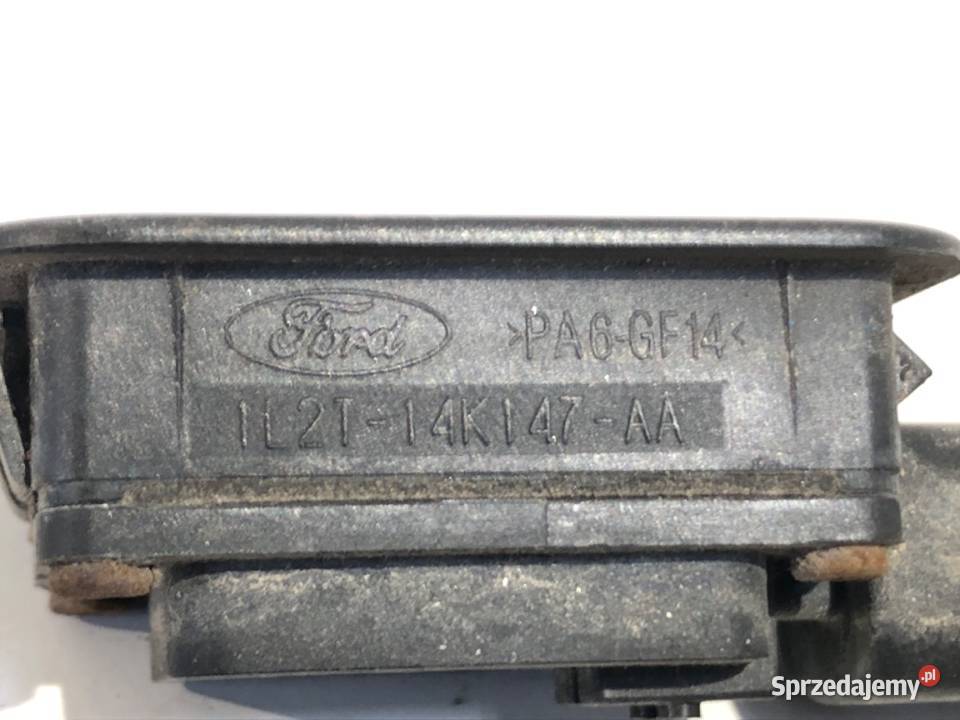 Ford
>PA6-GF14<
1L2T-14K147-AA
Sprzedajemy.pl